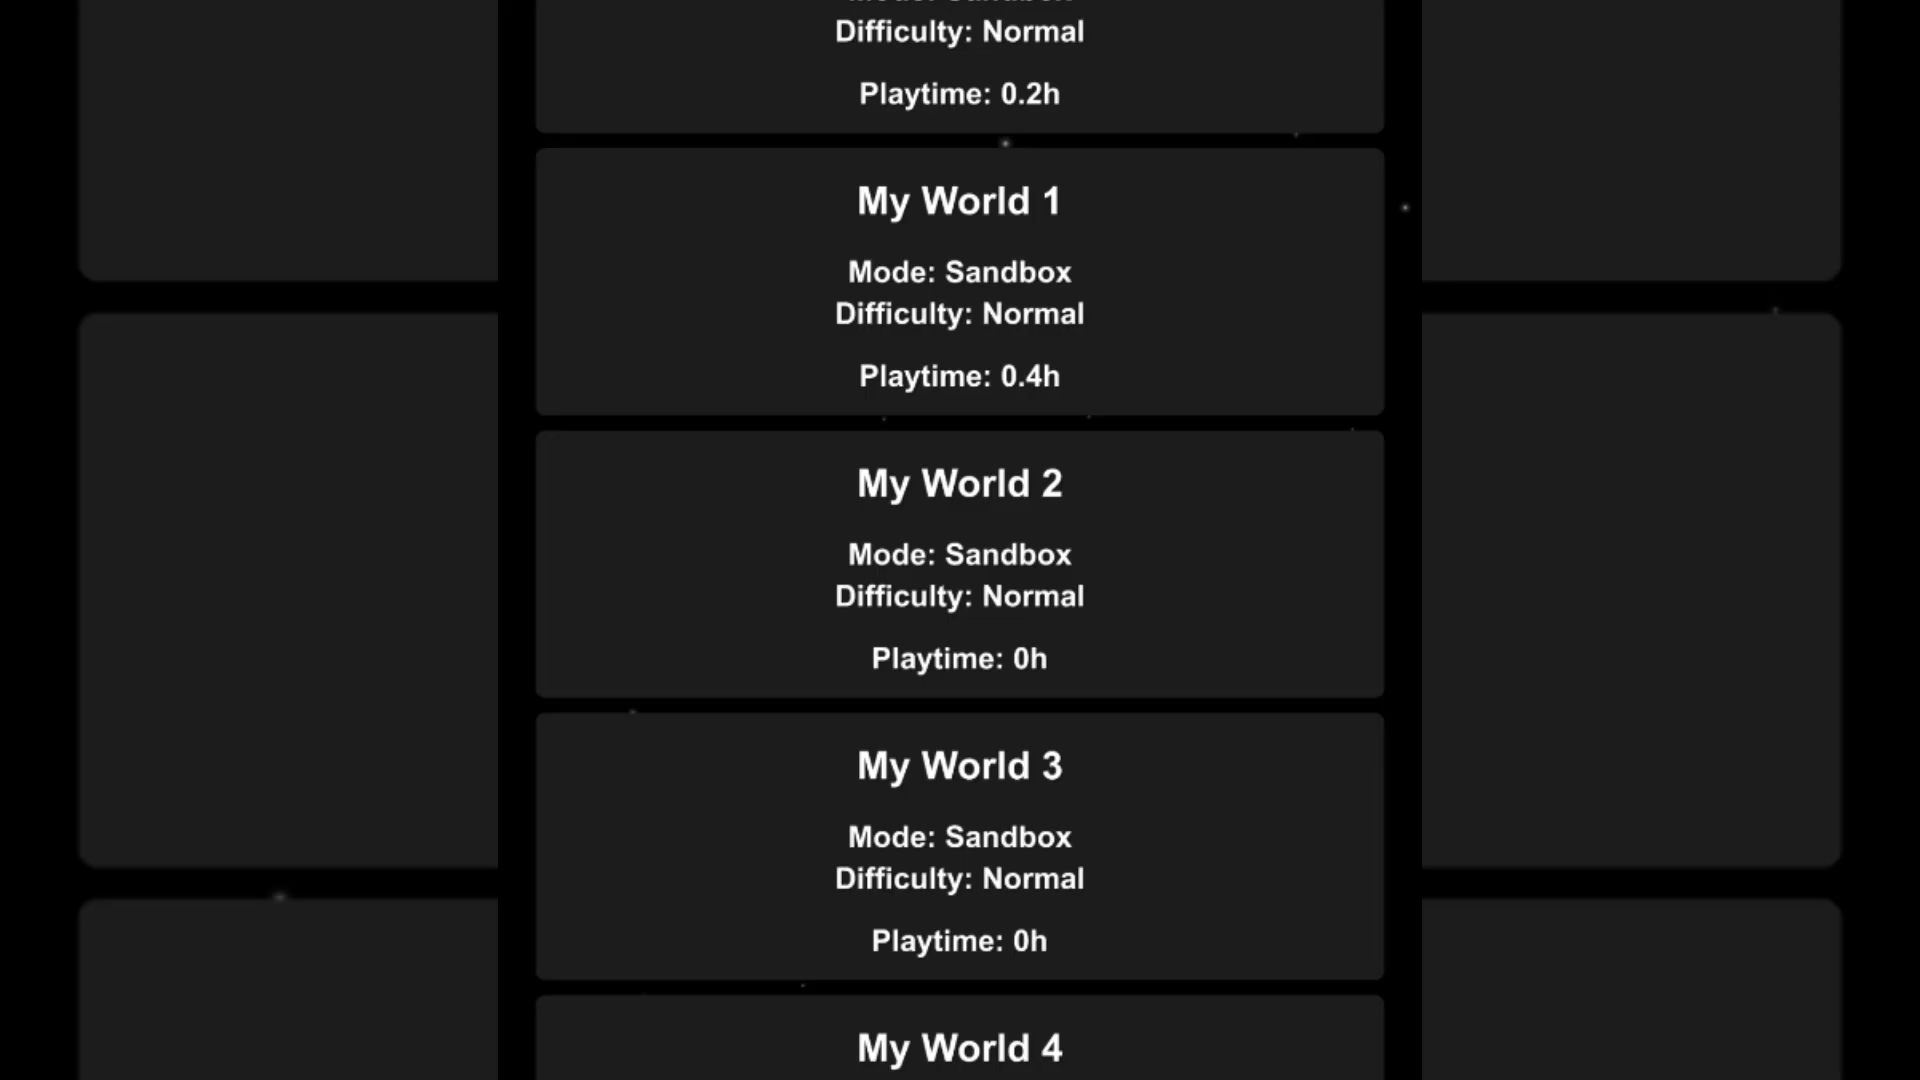 Difficulty: Normal
Playtime: 0.2h
My World 1
Mode: Sandbox
Difficulty: Normal
Playtime: 0.4h
My World 2
Mode: Sandbox
Difficulty: Normal
Playtime: 0h
My World 3
Mode: Sandbox
Difficulty: Normal
Playtime: 0h
My World 4